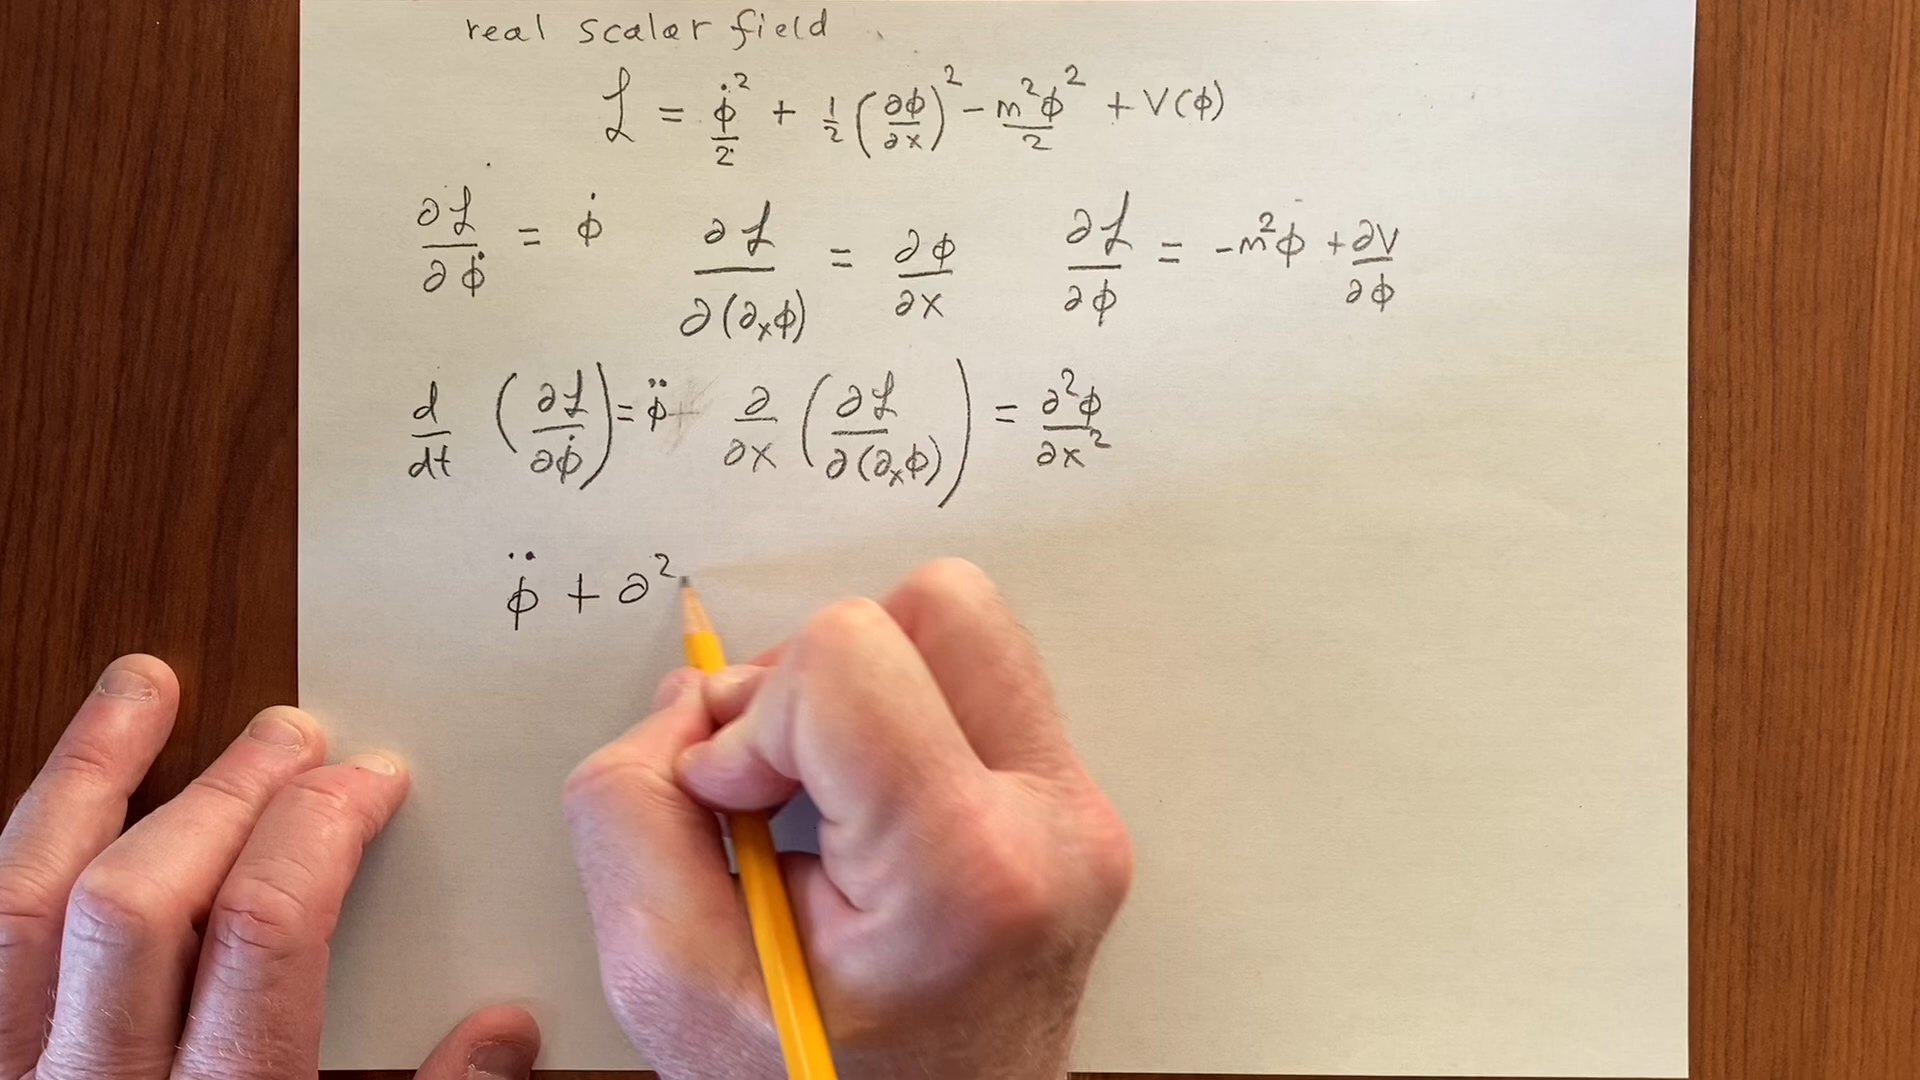 real scalar field
ℒ = φ̇²/2 + 1/2 (∂φ/∂x)² - m²φ²/2 + V(φ)
∂ℒ/∂φ̇ = φ̇  ∂ℒ/∂(∂ₓφ) = ∂φ/∂x  ∂ℒ/∂φ = -m²φ + ∂V/∂φ
d/dt (∂ℒ/∂φ̇) = φ̈  ∂/∂x (∂ℒ/∂(∂ₓφ)) = ∂²φ/∂x²
φ̈ + ∂²